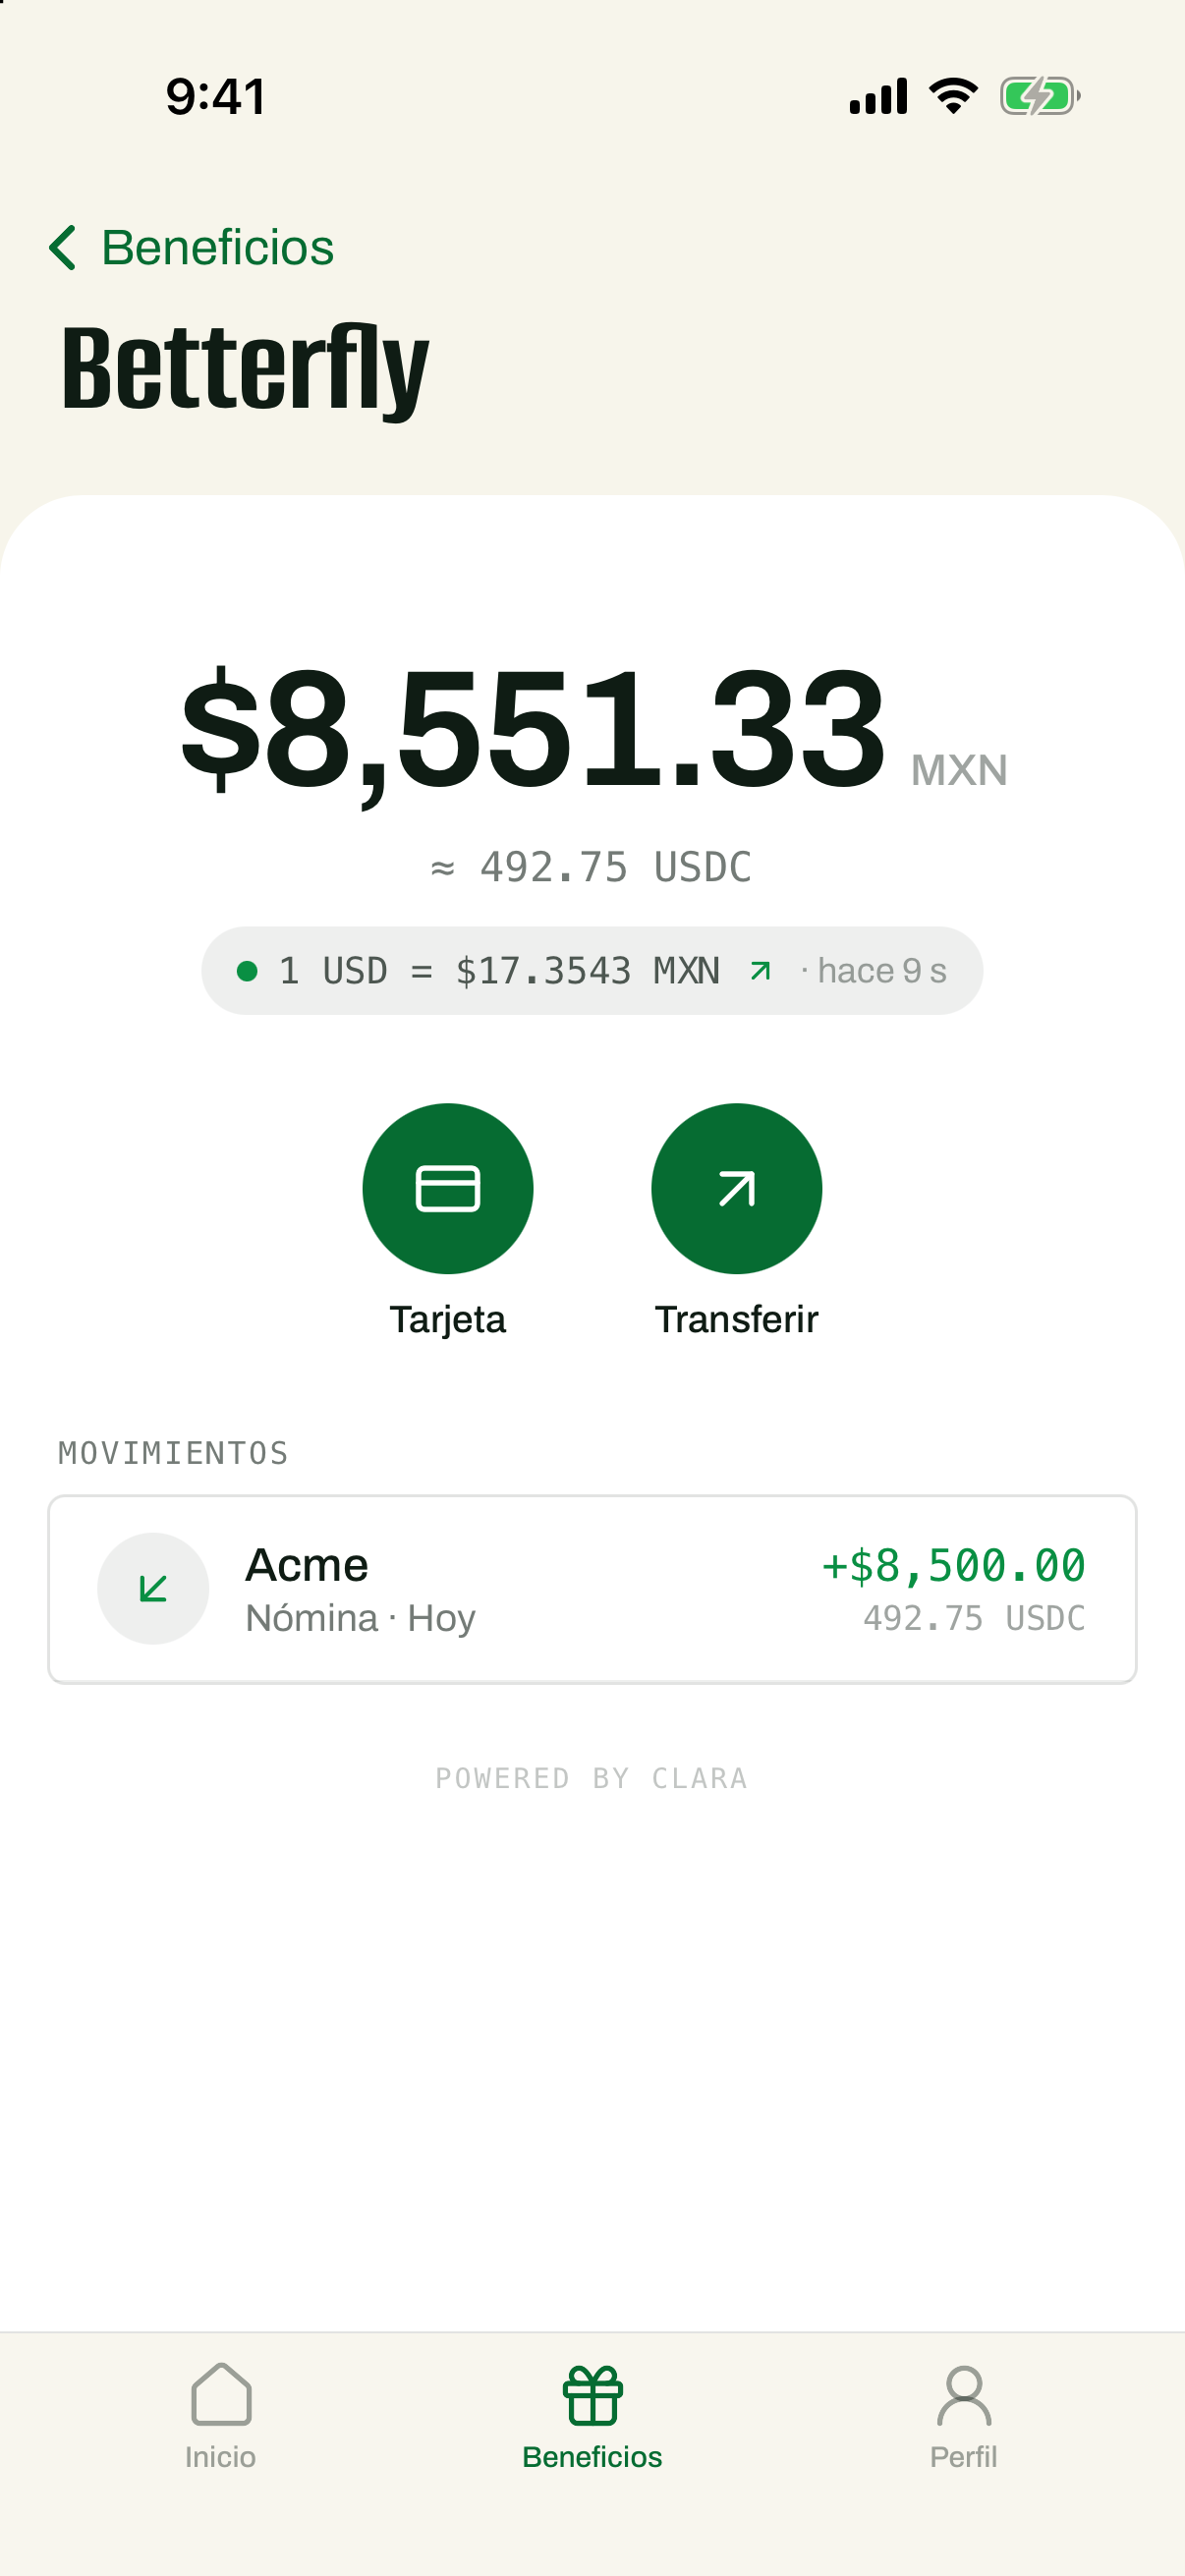 9:41
Beneficios
Betterfly
$8,551.33 MXN
≈ 492.75 USDC
1 USD = $17.3543 MXN · hace 9 s
Tarjeta
Transferir
MOVIMIENTOS
Acme
+$8,500.00
Nómina · Hoy
492.75 USDC
POWERED BY CLARA
Inicio
Beneficios
Perfil